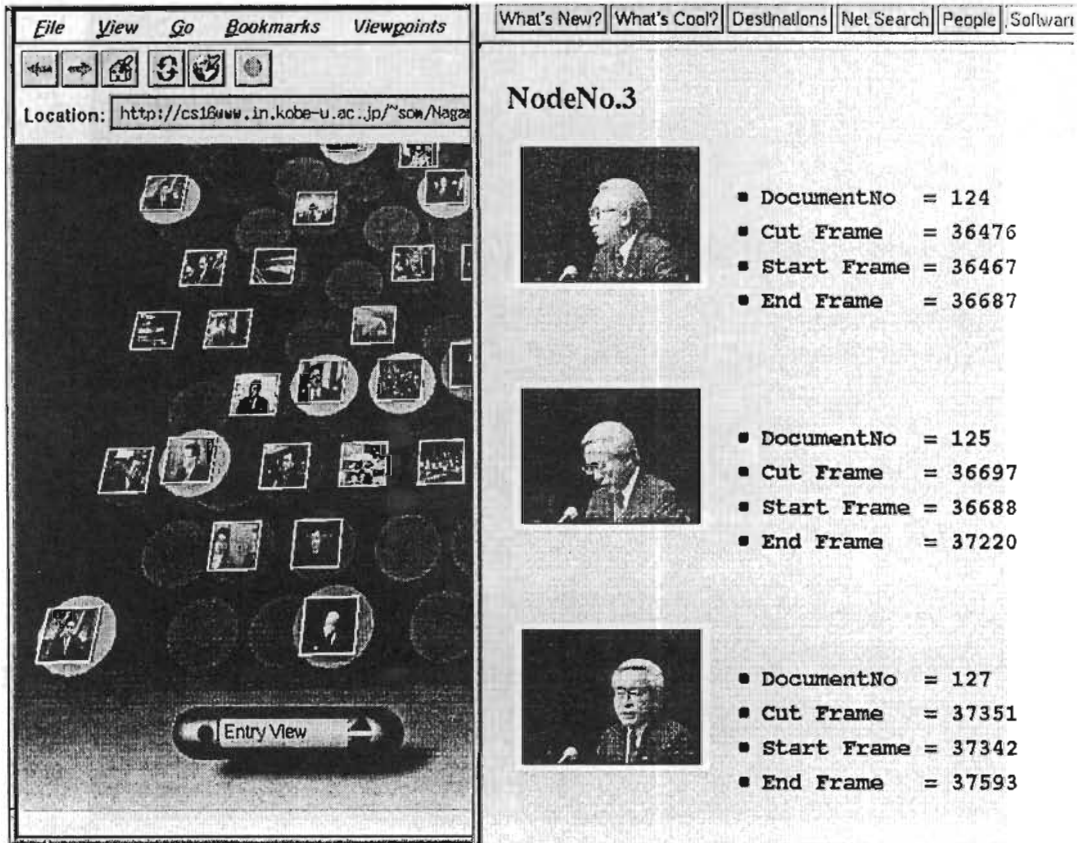 File View Go Bookmarks Viewpoints
Location: http://cs16www.in.kobe-u.ac.jp/~som/Naga
Entry View
What's New? What's Cool? Destinations Net Search People Softwar
NodeNo.3
DocumentNo = 124
Cut Frame = 36476
Start Frame = 36467
End Frame = 36687
DocumentNo = 125
Cut Frame = 36697
Start Frame = 36688
End Frame = 37220
DocumentNo = 127
Cut Frame = 37351
Start Frame = 37342
End Frame = 37593